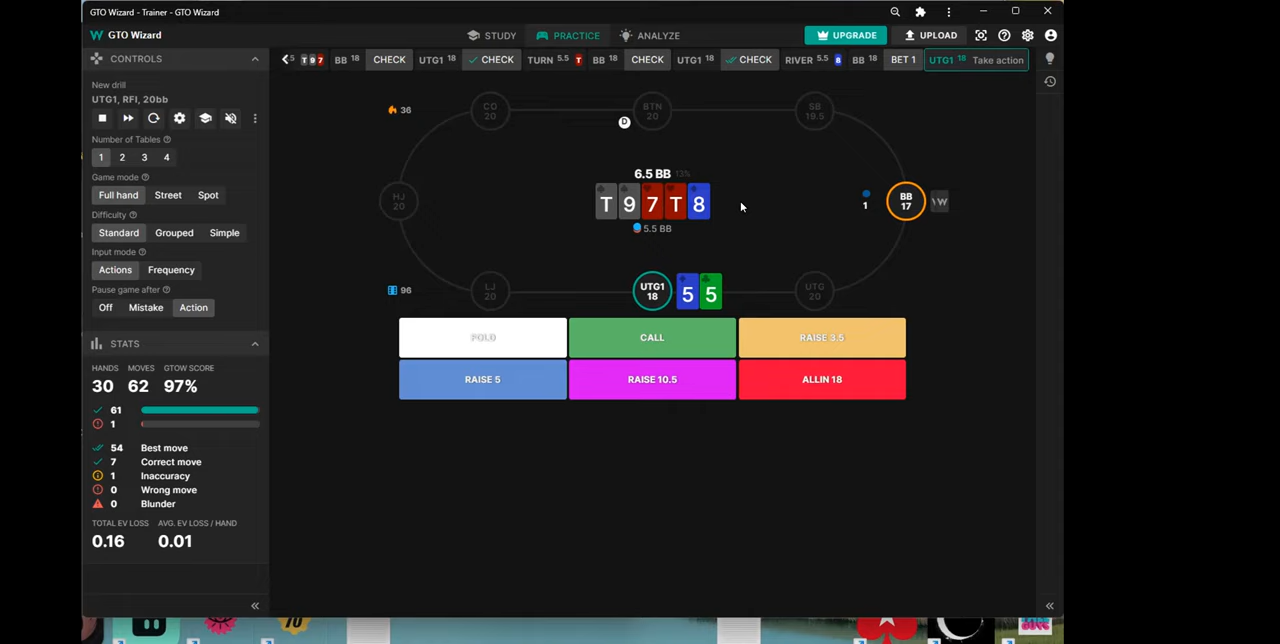 GTO Wizard - Trainer - GTO Wizard
W GTO Wizard
STUDY PRACTICE ANALYZE
UPGRADE UPLOAD
CONTROLS
T 9 7 BB 18 CHECK UTG1 18 CHECK TURN 5.5 T BB 18 CHECK UTG1 18 CHECK RIVER 5.5 8 BB 18 BET 1 UTG1 18 Take action
New drill
UTG1, RFI, 20bb
Number of Tables
1 2 3 4
Game mode
Full hand Street Spot
Difficulty
Standard Grouped Simple
Input mode
Actions Frequency
Pause game after
Off Mistake Action
STATS
HANDS MOVES GTOW SCORE
30 62 97%
61
1
54 Best move
7 Correct move
1 Inaccuracy
0 Wrong move
0 Blunder
TOTAL EV LOSS AVG. EV LOSS / HAND
0.16 0.01
36
CO
20
BTN
20
SB
19.5
D
6.5 BB 13%
HJ
20
T 9 7 T 8
1
BB
17
W
5.5 BB
96
LJ
20
UTG1
18
5 5
UTG
20
FOLD CALL RAISE 3.5
RAISE 5 RAISE 10.5 ALLIN 18
70